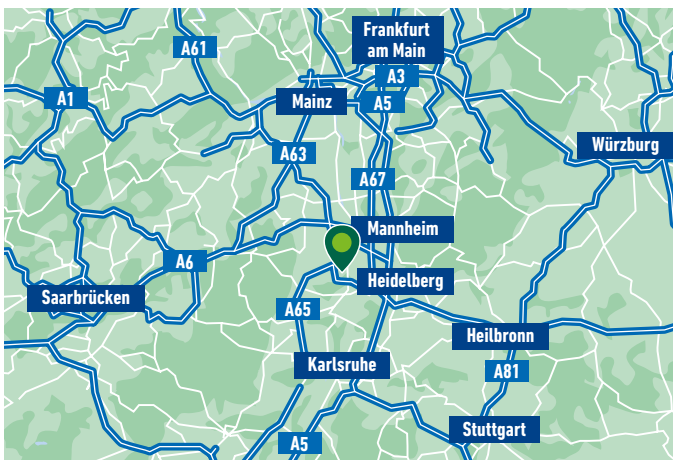 Frankfurt
am Main
A61
A3
A1
Mainz
A5
Würzburg
A63
A67
Mannheim
A6
Heidelberg
Saarbrücken
A65
Heilbronn
Karlsruhe
A81
Stuttgart
A5